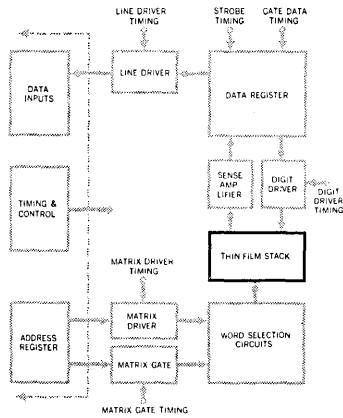 LINE DRIVER
TIMING
STROBE
TIMING
GATE DATA
TIMING
DATA
INPUTS
LINE DRIVER
DATA REGISTER
TIMING &
CONTROL
SENSE
AMP
LIFIER
DIGIT
DRIVER
DIGIT
DRIVER
TIMING
THIN FILM STACK
MATRIX DRIVER
TIMING
ADDRESS
REGISTER
MATRIX
DRIVER
MATRIX GATE
WORD SELECTION
CIRCUITS
MATRIX GATE TIMING